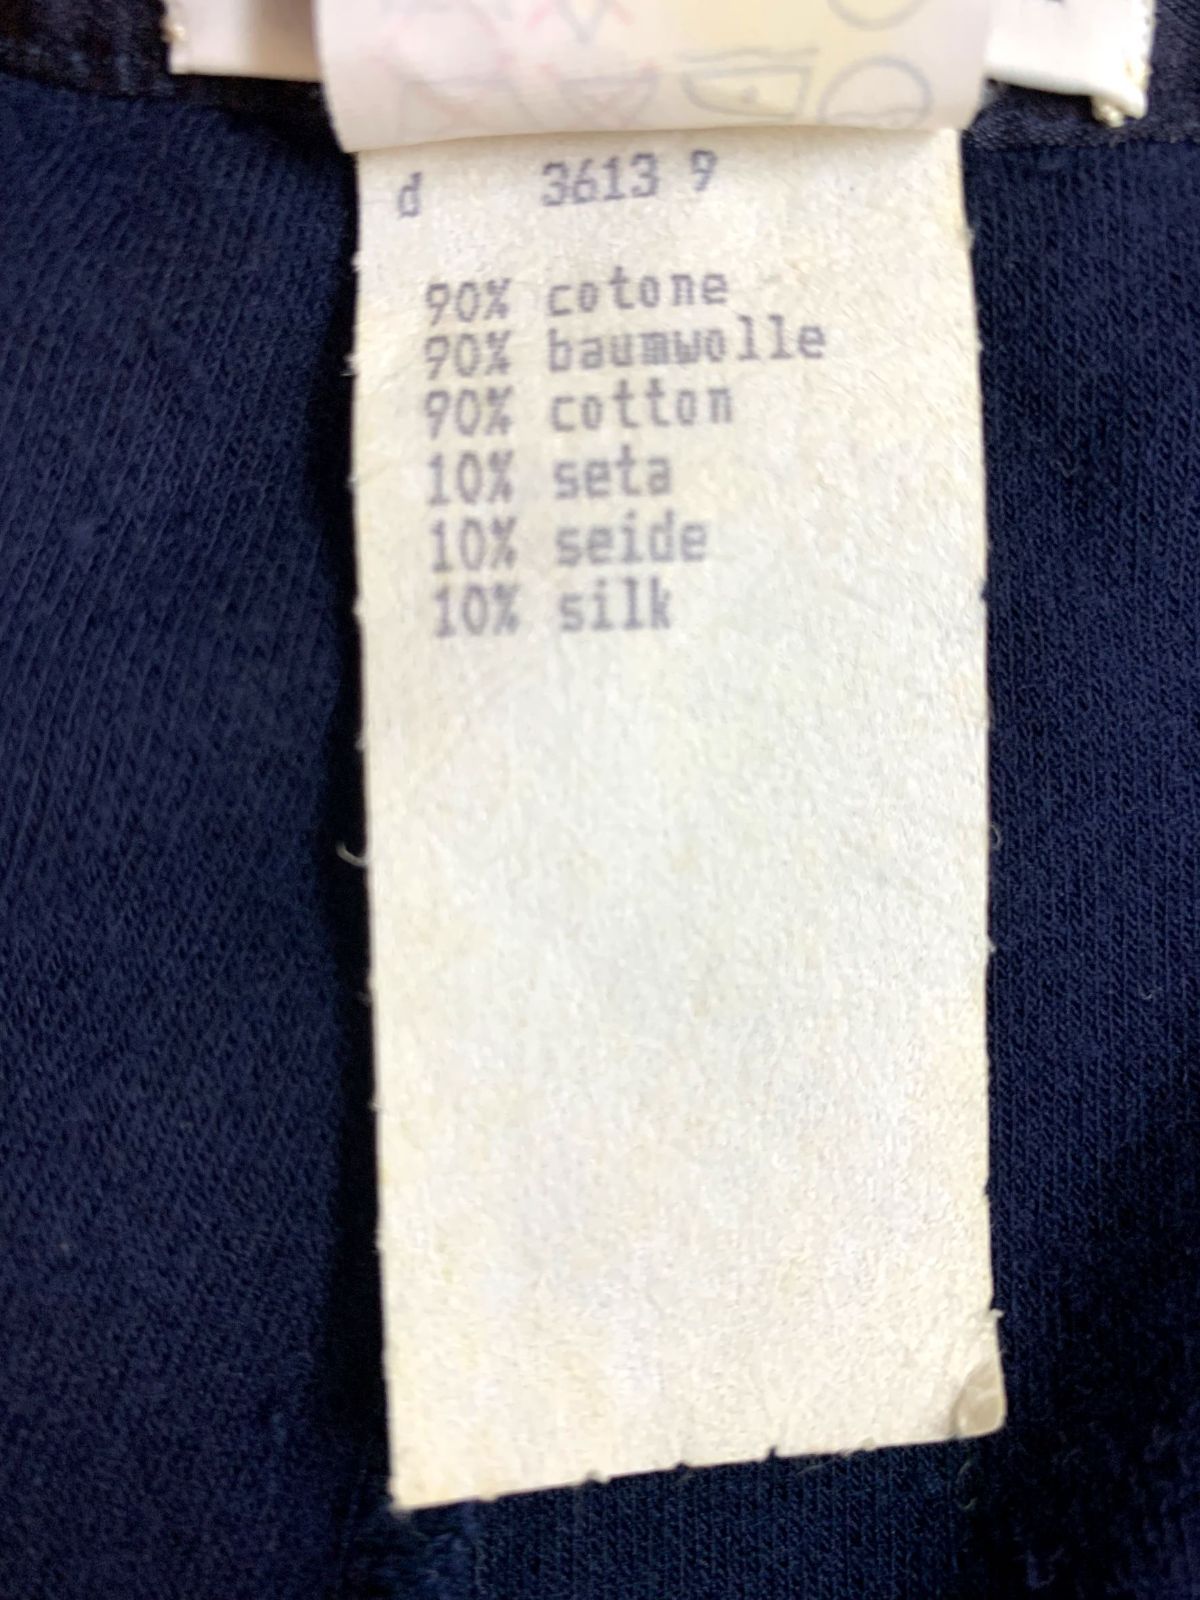 d 3613 9
90% cotone
90% baumwolle
90% cotton
10% seta
10% seide
10% silk